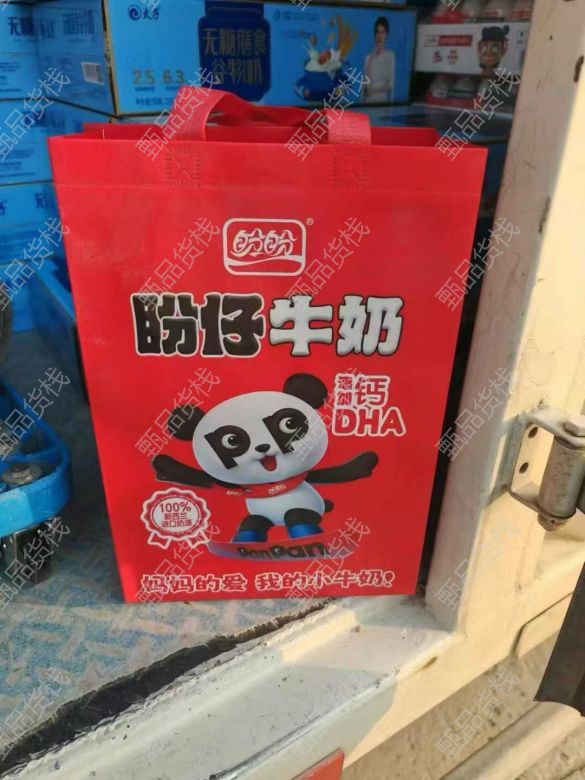 无糖膳食
谷物奶
2.5 6.3
盼盼®
盼仔牛奶
添加钙
DHA
PP
盼盼
100%
新西兰
进口奶源
PanPan
妈妈的爱 我的小牛奶!
甄品货栈